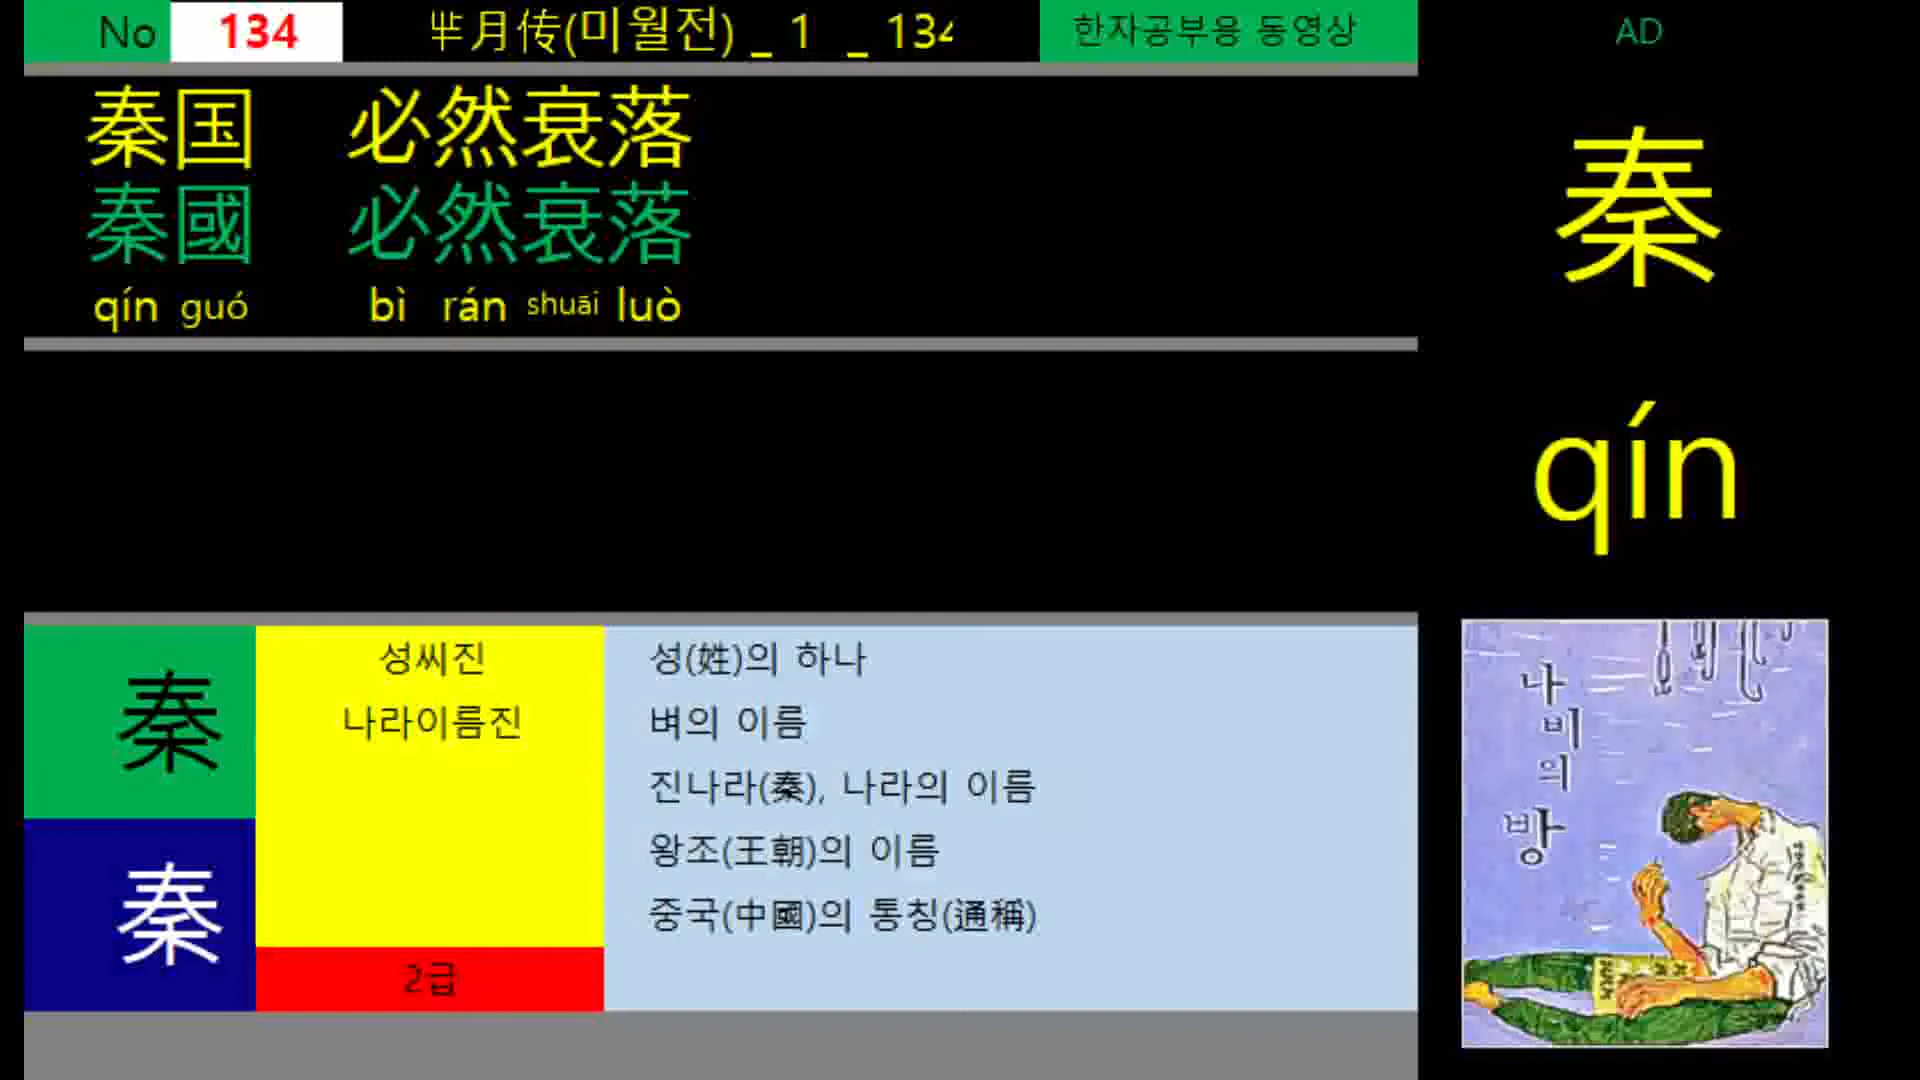 No 134 芈月传(미월전) _ 1 _ 134 한자공부용 동영상 AD
秦国 必然衰落
秦國 必然衰落
qín guó bì rán shuāi luò
秦
qín
秦
秦
성씨진
나라이름진
2급
성(姓)의 하나
벼의 이름
진나라(秦), 나라의 이름
왕조(王朝)의 이름
중국(中國)의 통칭(通稱)
나비의 방